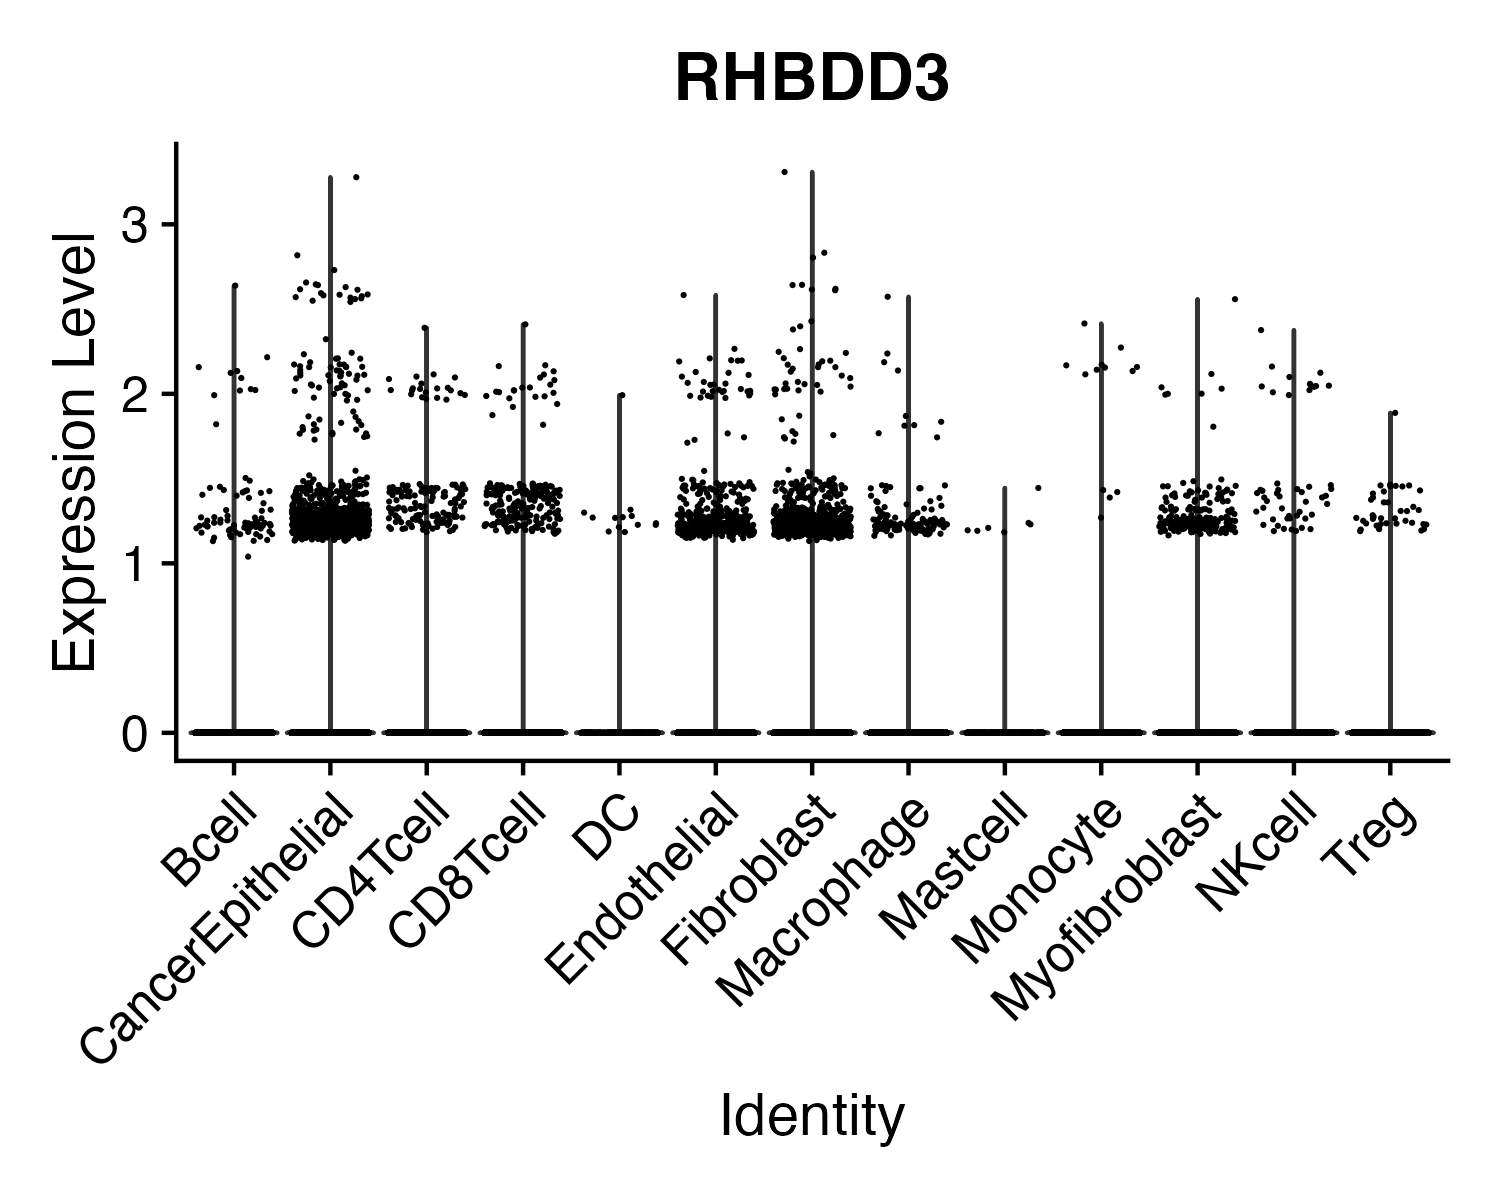 RHBDD3
Expression Level
3
2
1
0
Bcell
CancerEpithelial
CD4Tcell
CD8Tcell
DC
Endothelial
Fibroblast
Macrophage
Mastcell
Monocyte
Myofibroblast
NKcell
Treg
Identity